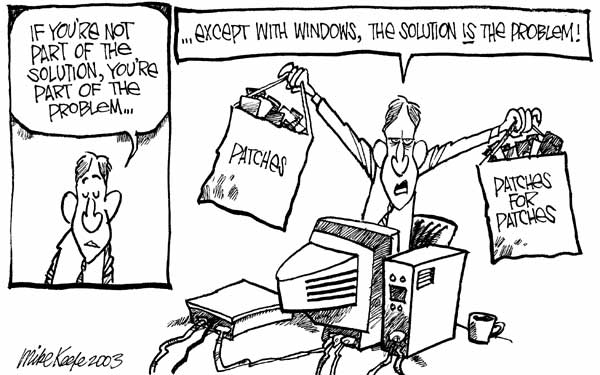 IF YOU'RE NOT
PART OF THE
SOLUTION, YOU'RE
PART OF THE
PROBLEM...
...EXCEPT WITH WINDOWS, THE SOLUTION IS THE PROBLEM!
PATCHES
PATCHES
FOR
PATCHES
Mike Keefe 2003